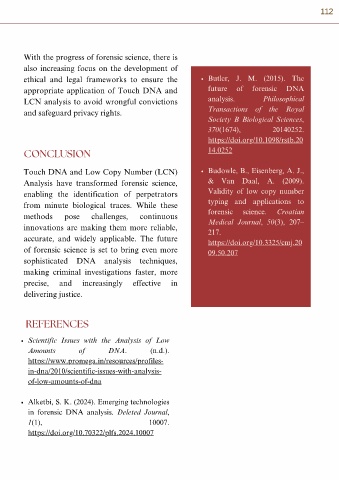 112
With the progress of forensic science, there is
also increasing focus on the development of
ethical and legal frameworks to ensure the
appropriate application of Touch DNA and
LCN analysis to avoid wrongful convictions
and safeguard privacy rights.
CONCLUSION
Touch DNA and Low Copy Number (LCN)
Analysis have transformed forensic science,
enabling the identification of perpetrators
from minute biological traces. While these
methods pose challenges, continuous
innovations are making them more reliable,
accurate, and widely applicable. The future
of forensic science is set to bring even more
sophisticated DNA analysis techniques,
making criminal investigations faster, more
precise, and increasingly effective in
delivering justice.
REFERENCES
• Scientific Issues with the Analysis of Low
Amounts of DNA. (n.d.).
https://www.promega.in/resources/profiles-
in-dna/2010/scientific-issues-with-analysis-
of-low-amounts-of-dna
• Alketbi, S. K. (2024). Emerging technologies
in forensic DNA analysis. Deleted Journal,
1(1), 10007.
https://doi.org/10.70322/plfs.2024.10007
• Butler, J. M. (2015). The
future of forensic DNA
analysis. Philosophical
Transactions of the Royal
Society B Biological Sciences,
370(1674), 20140252.
https://doi.org/10.1098/rstb.20
14.0252
• Budowle, B., Eisenberg, A. J.,
& Van Daal, A. (2009).
Validity of low copy number
typing and applications to
forensic science. Croatian
Medical Journal, 50(3), 207–
217.
https://doi.org/10.3325/cmj.20
09.50.207